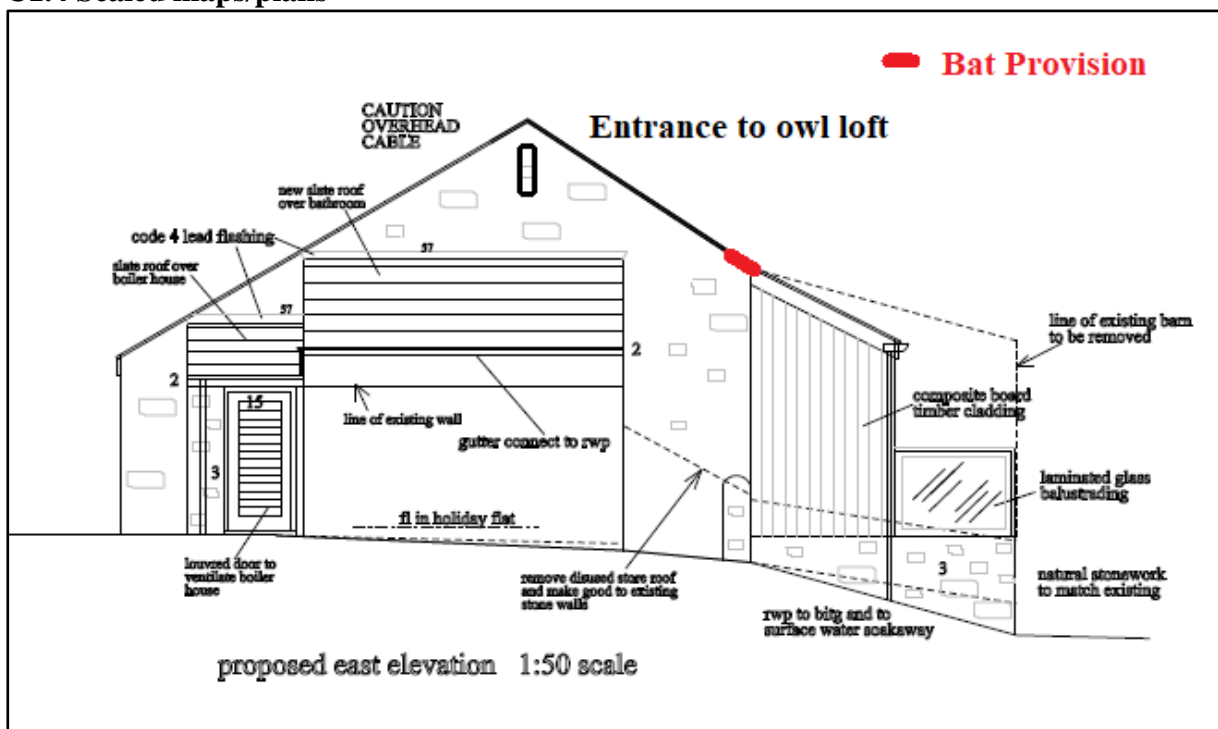 Bat Provision
CAUTION
OVERHEAD
CABLE
Entrance to owl loft
new slate roof
over bathroom
code 4 lead flashing
57
slate roof over
boiler house
57
line of existing barn
to be removed
2
2
15
line of existing wall
gutter connect to rwp
composite board
timber cladding
3
laminated glass
balustrading
fl in holiday flat
louvred door to
ventilate boiler
house
remove disused store roof
and make good to existing
stone walls
3
natural stonework
to match existing
rwp to bltg and to
surface water soakaway
proposed east elevation 1:50 scale